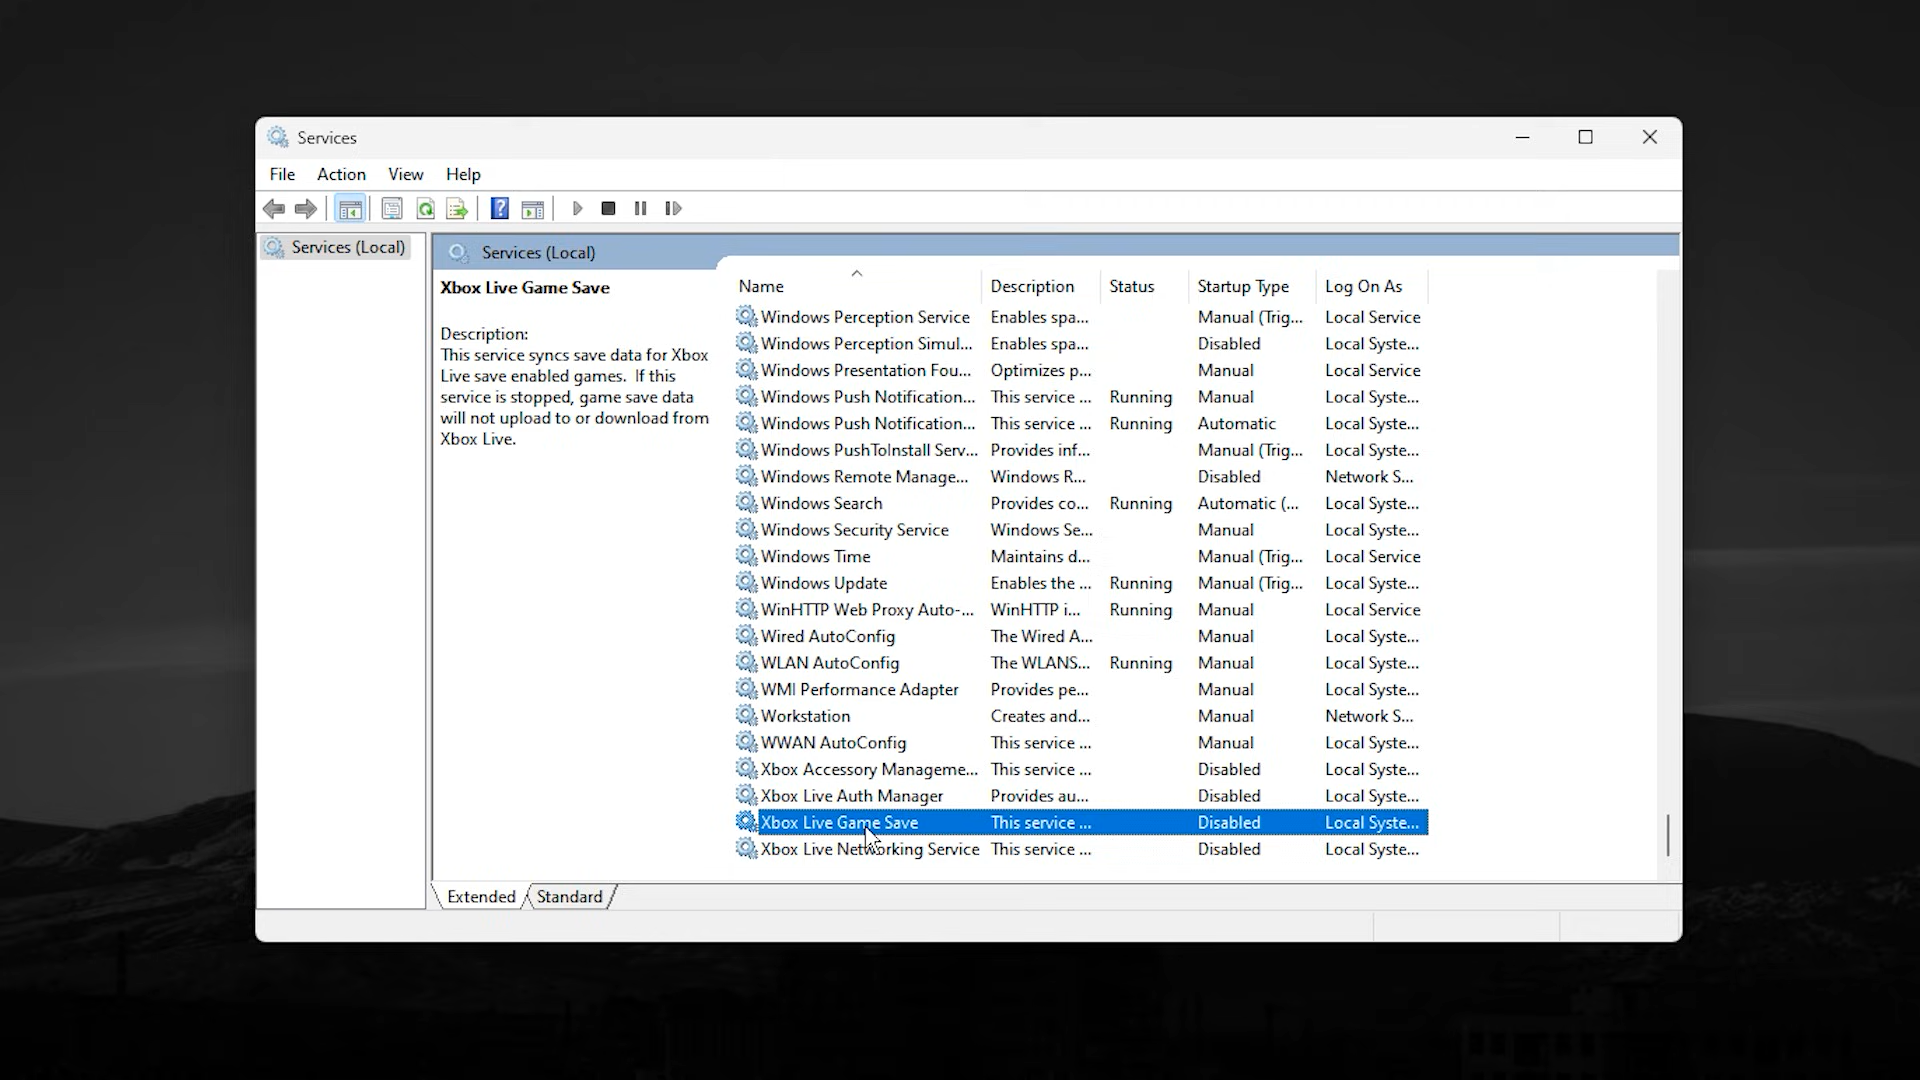 Services
File Action View Help
Services (Local)
Services (Local)
Xbox Live Game Save
Description:
This service syncs save data for Xbox
Live save enabled games. If this
service is stopped, game save data
will not upload to or download from
Xbox Live.
Name Description Status Startup Type Log On As
Windows Perception Service Enables spa... Manual (Trig... Local Service
Windows Perception Simul... Enables spa... Disabled Local Syste...
Windows Presentation Fou... Optimizes p... Manual Local Service
Windows Push Notification... This service ... Running Manual Local Syste...
Windows Push Notification... This service ... Running Automatic Local Syste...
Windows PushToInstall Serv... Provides inf... Manual (Trig... Local Syste...
Windows Remote Manage... Windows R... Disabled Network S...
Windows Search Provides co... Running Automatic (... Local Syste...
Windows Security Service Windows Se... Manual Local Syste...
Windows Time Maintains d... Manual (Trig... Local Service
Windows Update Enables the ... Running Manual (Trig... Local Syste...
WinHTTP Web Proxy Auto-... WinHTTP i... Running Manual Local Service
Wired AutoConfig The Wired A... Manual Local Syste...
WLAN AutoConfig The WLANS... Running Manual Local Syste...
WMI Performance Adapter Provides pe... Manual Local Syste...
Workstation Creates and... Manual Network S...
WWAN AutoConfig This service ... Manual Local Syste...
Xbox Accessory Manageme... This service ... Disabled Local Syste...
Xbox Live Auth Manager Provides au... Disabled Local Syste...
Xbox Live Game Save This service ... Disabled Local Syste...
Xbox Live Networking Service This service ... Disabled Local Syste...
Extended Standard